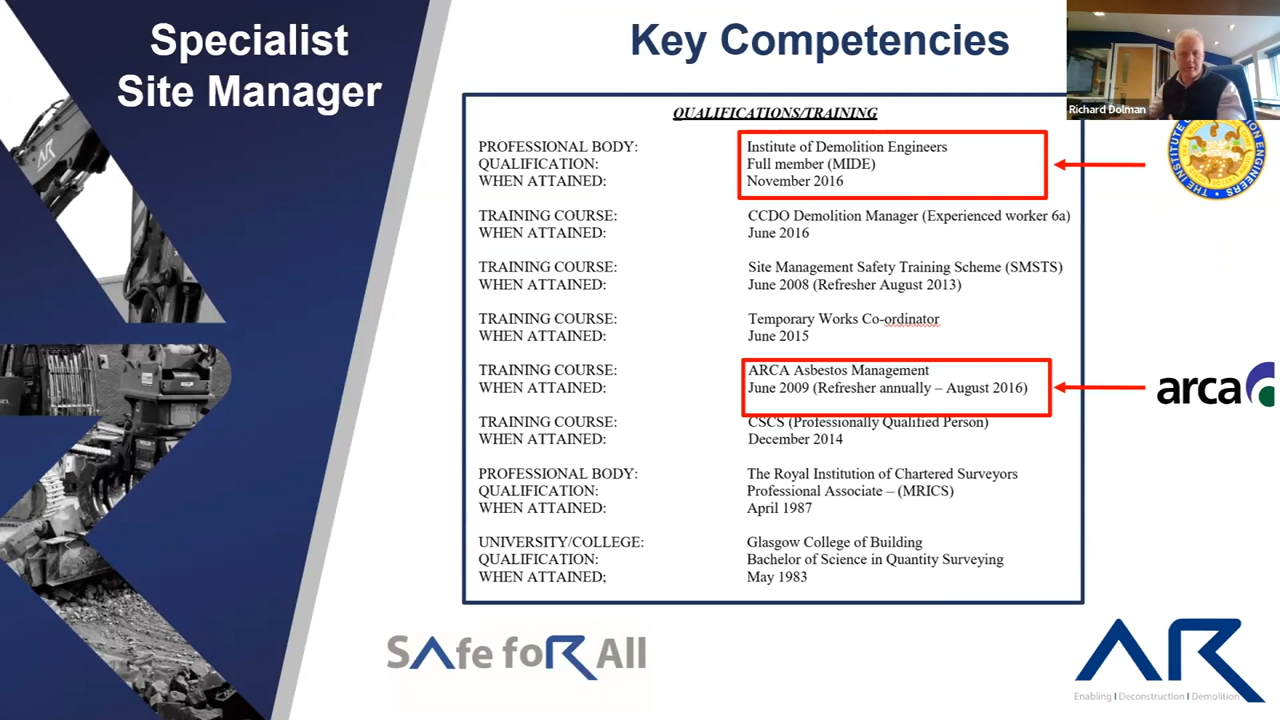 Specialist
Site Manager
Key Competencies
Richard Dolman
QUALIFICATIONS/TRAINING
PROFESSIONAL BODY: Institute of Demolition Engineers
QUALIFICATION: Full member (MIDE)
WHEN ATTAINED: November 2016
TRAINING COURSE: CCDO Demolition Manager (Experienced worker 6a)
WHEN ATTAINED: June 2016
TRAINING COURSE: Site Management Safety Training Scheme (SMSTS)
WHEN ATTAINED: June 2008 (Refresher August 2013)
TRAINING COURSE: Temporary Works Co-ordinator
WHEN ATTAINED: June 2015
TRAINING COURSE: ARCA Asbestos Management
WHEN ATTAINED: June 2009 (Refresher annually – August 2016)
TRAINING COURSE: CSCS (Professionally Qualified Person)
WHEN ATTAINED: December 2014
PROFESSIONAL BODY: The Royal Institution of Chartered Surveyors
QUALIFICATION: Professional Associate – (MRICS)
WHEN ATTAINED: April 1987
UNIVERSITY/COLLEGE: Glasgow College of Building
QUALIFICATION: Bachelor of Science in Quantity Surveying
WHEN ATTAINED; May 1983
THE INSTITUTE ENGINEERS
arca
Safe foR All
AR
Enabling | Deconstruction | Demolition
AR